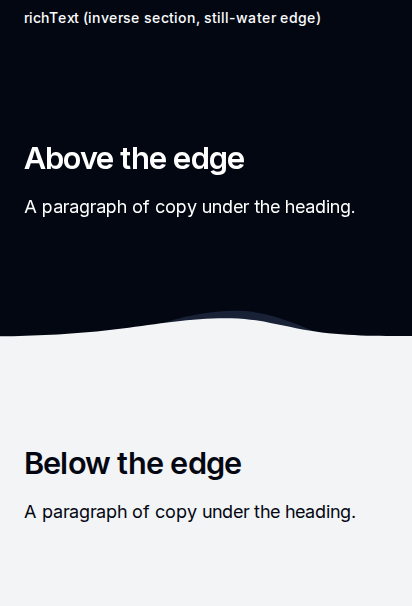 richText (inverse section, still-water edge)
Above the edge
A paragraph of copy under the heading.
Below the edge
A paragraph of copy under the heading.